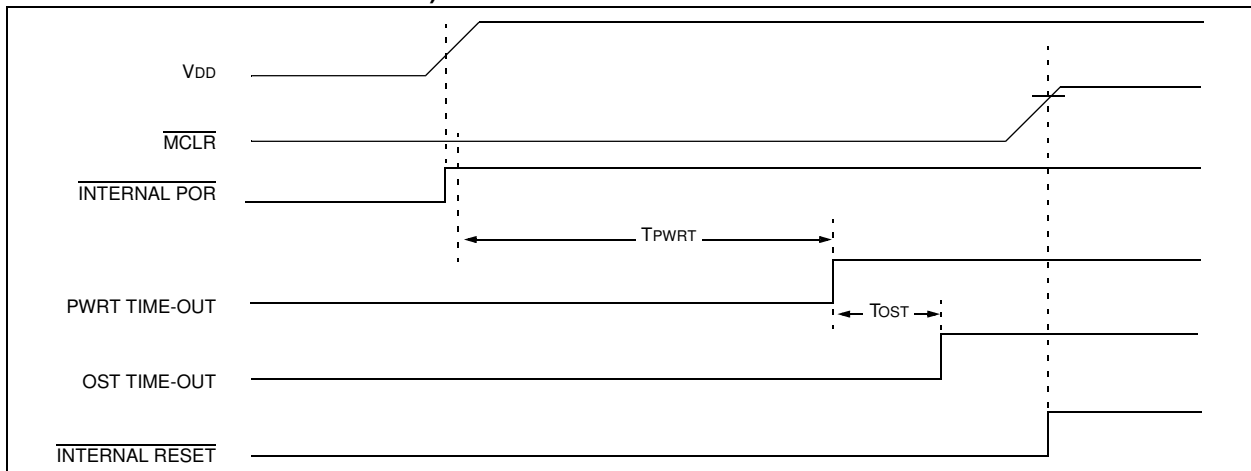 VDD
MCLR
INTERNAL POR
TPWRT
PWRT TIME-OUT
TOST
OST TIME-OUT
INTERNAL RESET